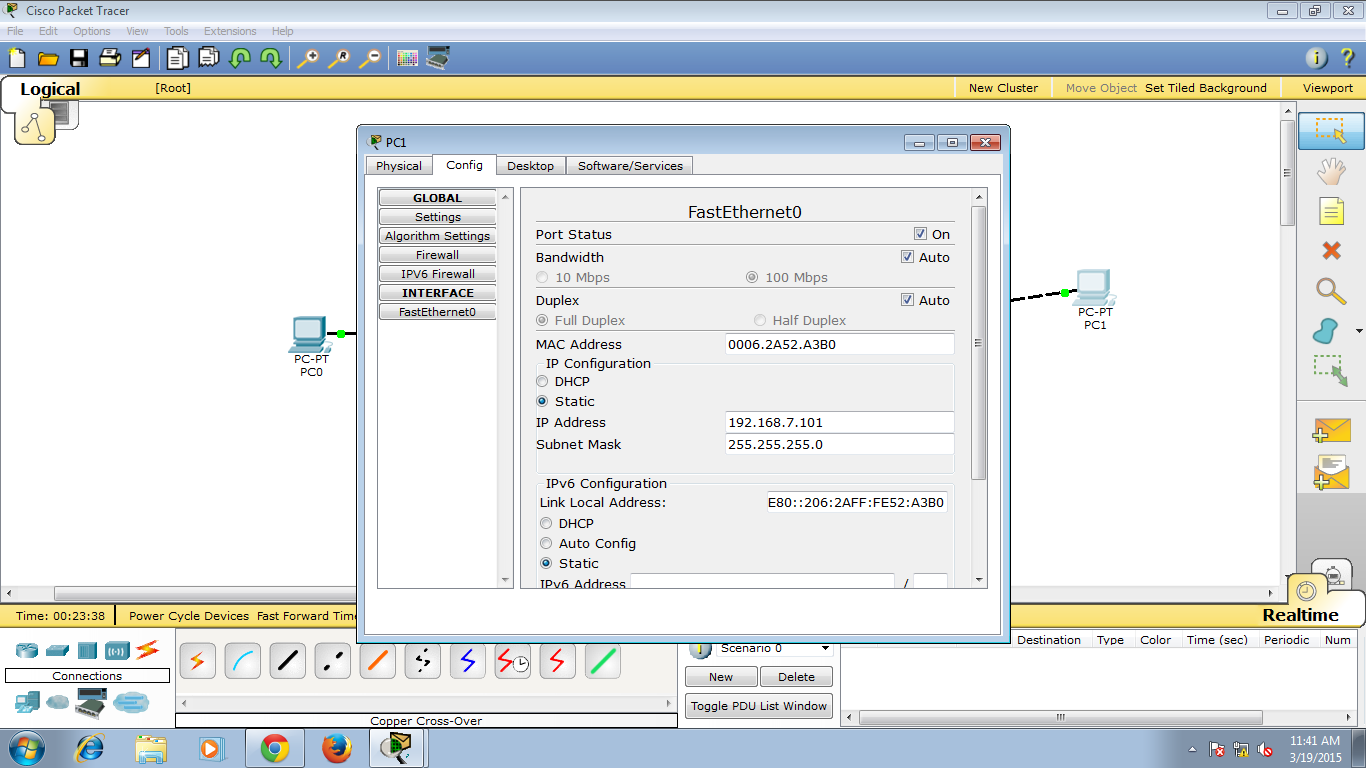 Cisco Packet Tracer
File Edit Options View Tools Extensions Help
Logical [Root] New Cluster Move Object Set Tiled Background Viewport
PC1
Physical Config Desktop Software/Services
GLOBAL
Settings
Algorithm Settings
Firewall
IPV6 Firewall
INTERFACE
FastEthernet0
FastEthernet0
Port Status On
Bandwidth Auto
10 Mbps 100 Mbps
Duplex Auto
Full Duplex Half Duplex
MAC Address 0006.2A52.A3B0
IP Configuration
DHCP
Static
IP Address 192.168.7.101
Subnet Mask 255.255.255.0
IPv6 Configuration
Link Local Address: E80::206:2AFF:FE52:A3B0
DHCP
Auto Config
Static
IPv6 Address /
PC-PT
PC0
PC-PT
PC1
Time: 00:23:38 Power Cycle Devices Fast Forward Time
Realtime
Connections
Copper Cross-Over
Scenario 0
New Delete
Toggle PDU List Window
Destination Type Color Time (sec) Periodic Num
11:41 AM
3/19/2015